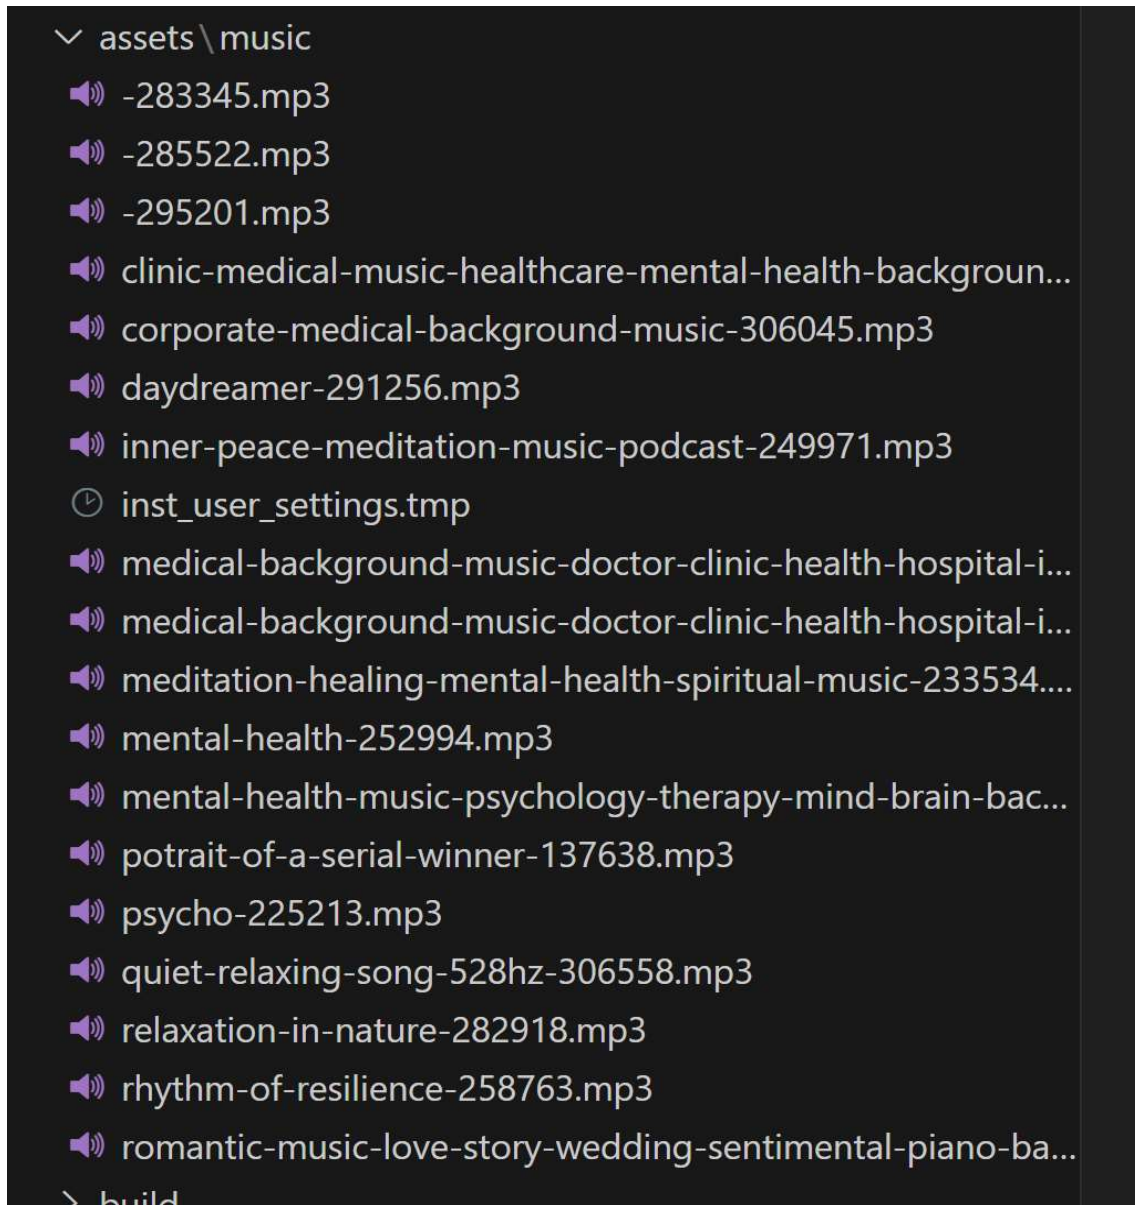 assets\music
-283345.mp3
-285522.mp3
-295201.mp3
clinic-medical-music-healthcare-mental-health-backgroun...
corporate-medical-background-music-306045.mp3
daydreamer-291256.mp3
inner-peace-meditation-music-podcast-249971.mp3
inst_user_settings.tmp
medical-background-music-doctor-clinic-health-hospital-i...
medical-background-music-doctor-clinic-health-hospital-i...
meditation-healing-mental-health-spiritual-music-233534....
mental-health-252994.mp3
mental-health-music-psychology-therapy-mind-brain-bac...
potrait-of-a-serial-winner-137638.mp3
psycho-225213.mp3
quiet-relaxing-song-528hz-306558.mp3
relaxation-in-nature-282918.mp3
rhythm-of-resilience-258763.mp3
romantic-music-love-story-wedding-sentimental-piano-ba...
build